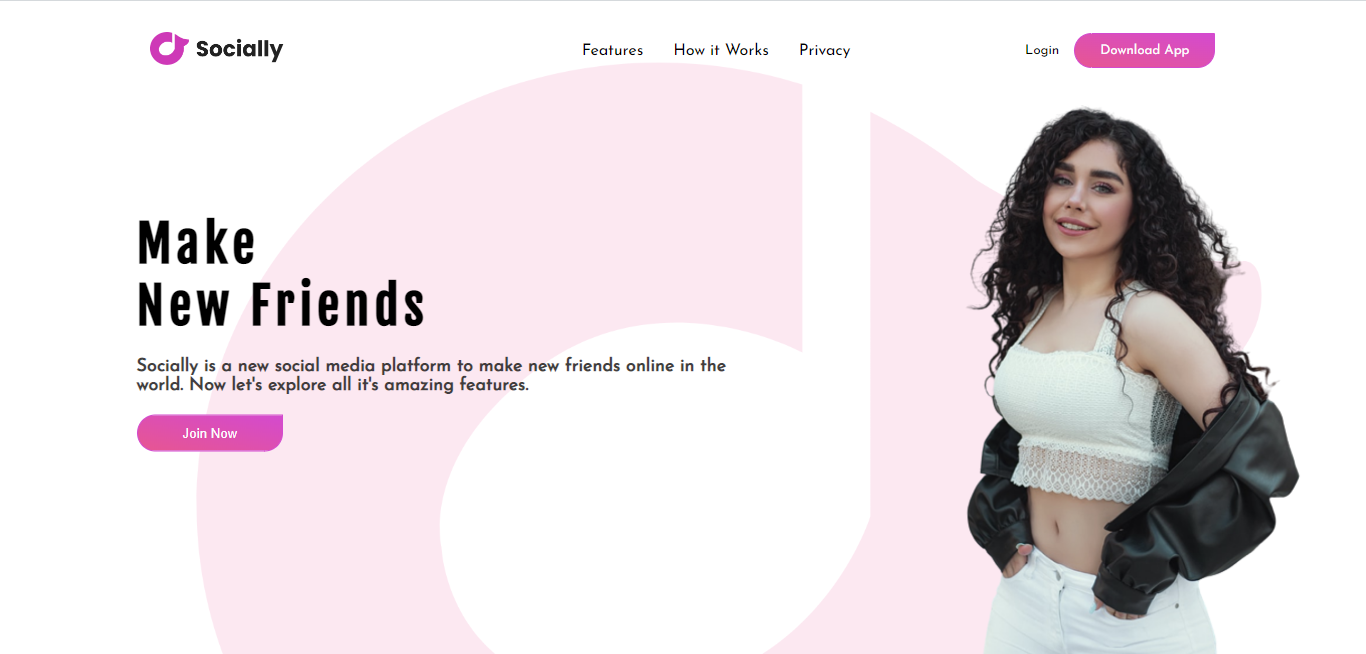 Socially
Features How it Works Privacy
Login
Download App
Make
New Friends
Socially is a new social media platform to make new friends online in the
world. Now let's explore all it's amazing features.
Join Now